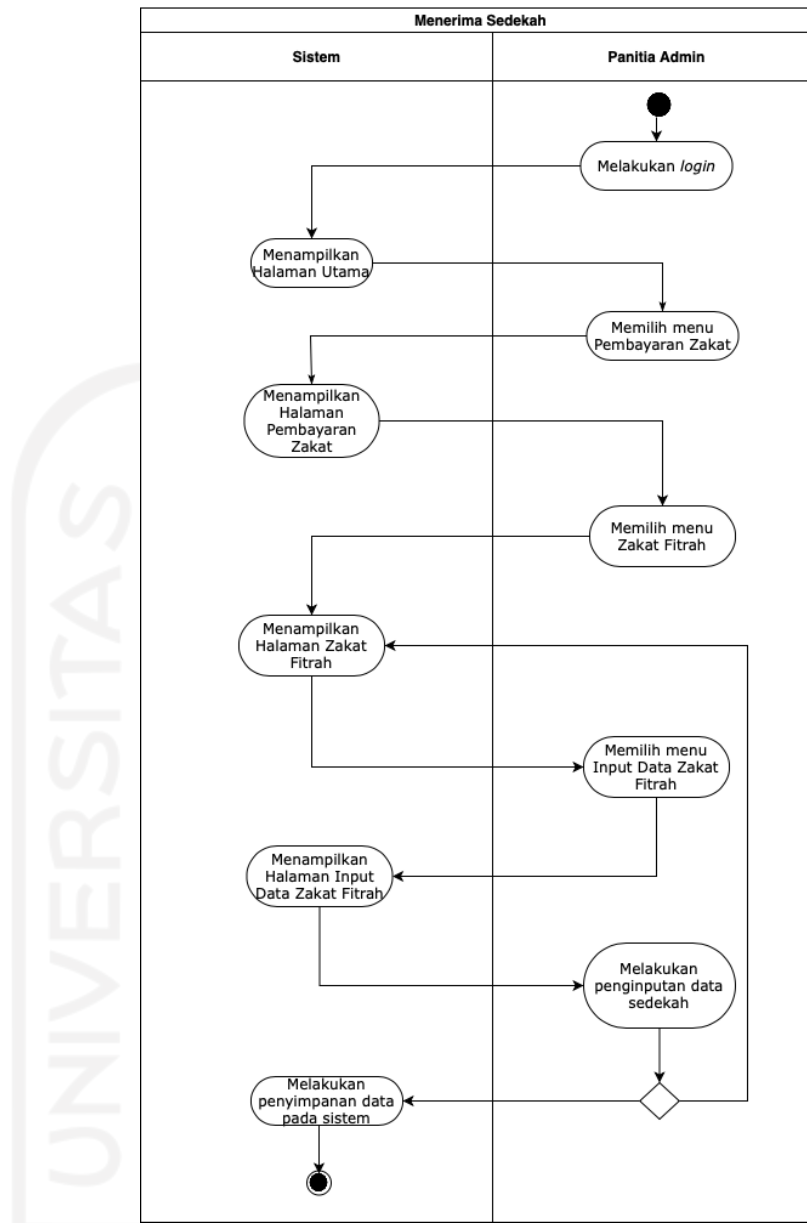 Menerima Sedekah
Sistem
Panitia Admin
Melakukan login
Menampilkan
Halaman Utama
Memilih menu
Pembayaran Zakat
Menampilkan
Halaman
Pembayaran
Zakat
Memilih menu
Zakat Fitrah
Menampilkan
Halaman Zakat
Fitrah
Memilih menu
Input Data Zakat
Fitrah
Menampilkan
Halaman Input
Data Zakat Fitrah
Melakukan
penginputan data
sedekah
Melakukan
penyimpanan data
pada sistem
UNIVERSITAS